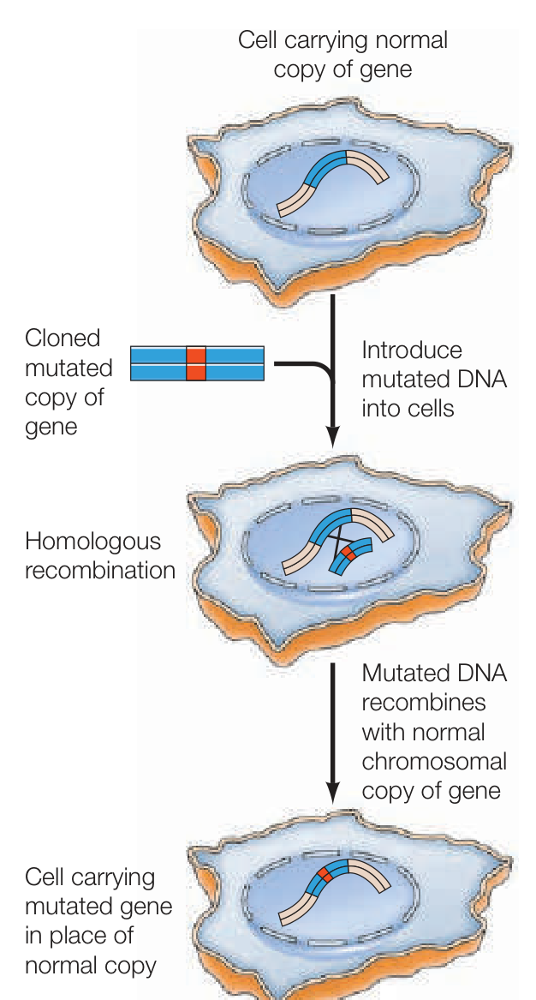 Cell carrying normal
copy of gene
Cloned
mutated
copy of
gene
Introduce
mutated DNA
into cells
Homologous
recombination
Mutated DNA
recombines
with normal
chromosomal
copy of gene
Cell carrying
mutated gene
in place of
normal copy